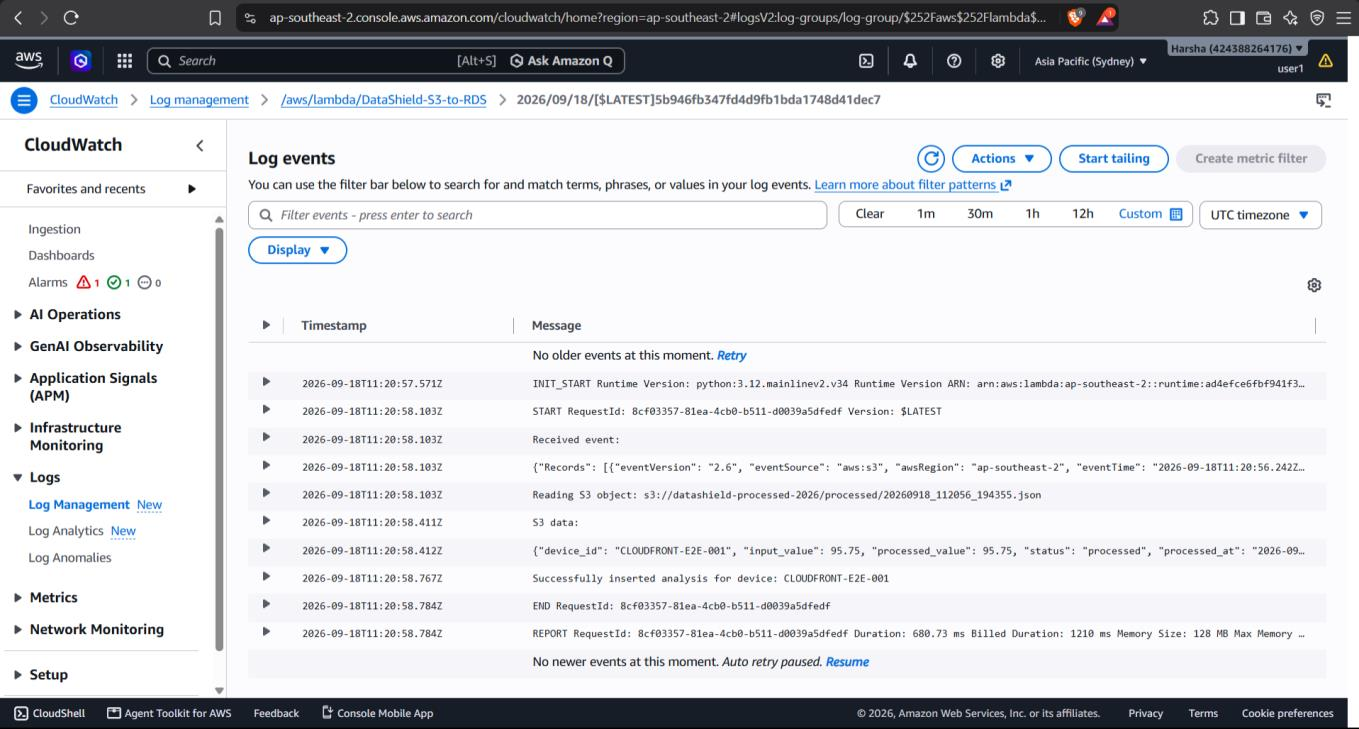 ap-southeast-2.console.aws.amazon.com/cloudwatch/home?region=ap-southeast-2#logsV2:log-groups/log-group/$252Faws$252Flambda$...
aws
Search [Alt+S] Ask Amazon Q
Asia Pacific (Sydney)
Harsha (424388264176)
user1
CloudWatch > Log management > /aws/lambda/DataShield-S3-to-RDS > 2026/09/18/[$LATEST]5b946fb347fd4d9fb1bda1748d41dec7
CloudWatch
Favorites and recents
Ingestion
Dashboards
Alarms 1 1 0
AI Operations
GenAI Observability
Application Signals
(APM)
Infrastructure
Monitoring
Logs
Log Management New
Log Analytics New
Log Anomalies
Metrics
Network Monitoring
Setup
Log events
Actions
Start tailing
Create metric filter
You can use the filter bar below to search for and match terms, phrases, or values in your log events. Learn more about filter patterns
Filter events - press enter to search
Clear 1m 30m 1h 12h Custom UTC timezone
Display
Timestamp Message
No older events at this moment. Retry
2026-09-18T11:20:57.571Z INIT_START Runtime Version: python:3.12.mainlinev2.v34 Runtime Version ARN: arn:aws:lambda:ap-southeast-2::runtime:ad4efce6fbf941f3…
2026-09-18T11:20:58.103Z START RequestId: 8cf03357-81ea-4cb0-b511-d0039a5dfedf Version: $LATEST
2026-09-18T11:20:58.103Z Received event:
2026-09-18T11:20:58.103Z {"Records": [{"eventVersion": "2.6", "eventSource": "aws:s3", "awsRegion": "ap-southeast-2", "eventTime": "2026-09-18T11:20:56.242Z…
2026-09-18T11:20:58.103Z Reading S3 object: s3://datashield-processed-2026/processed/20260918_112056_194355.json
2026-09-18T11:20:58.411Z S3 data:
2026-09-18T11:20:58.412Z {"device_id": "CLOUDFRONT-E2E-001", "input_value": 95.75, "processed_value": 95.75, "status": "processed", "processed_at": "2026-09…
2026-09-18T11:20:58.767Z Successfully inserted analysis for device: CLOUDFRONT-E2E-001
2026-09-18T11:20:58.784Z END RequestId: 8cf03357-81ea-4cb0-b511-d0039a5dfedf
2026-09-18T11:20:58.784Z REPORT RequestId: 8cf03357-81ea-4cb0-b511-d0039a5dfedf Duration: 680.73 ms Billed Duration: 1210 ms Memory Size: 128 MB Max Memory …
No newer events at this moment. Auto retry paused. Resume
CloudShell Agent Toolkit for AWS Feedback Console Mobile App © 2026, Amazon Web Services, Inc. or its affiliates. Privacy Terms Cookie preferences